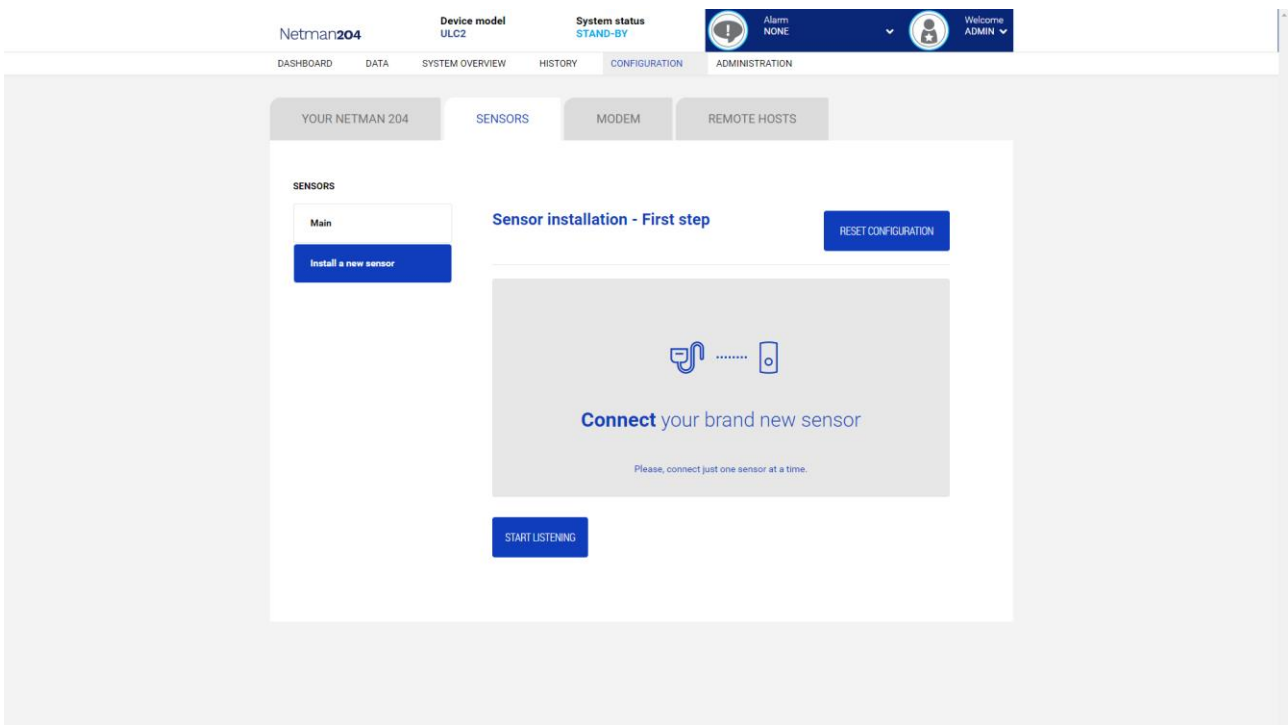 Netman204
Device model
ULC2
System status
STAND-BY
Alarm
NONE
Welcome
ADMIN
DASHBOARD DATA SYSTEM OVERVIEW HISTORY CONFIGURATION ADMINISTRATION
YOUR NETMAN 204 SENSORS MODEM REMOTE HOSTS
SENSORS
Main
Install a new sensor
Sensor installation - First step
RESET CONFIGURATION
Connect your brand new sensor
Please, connect just one sensor at a time.
START LISTENING